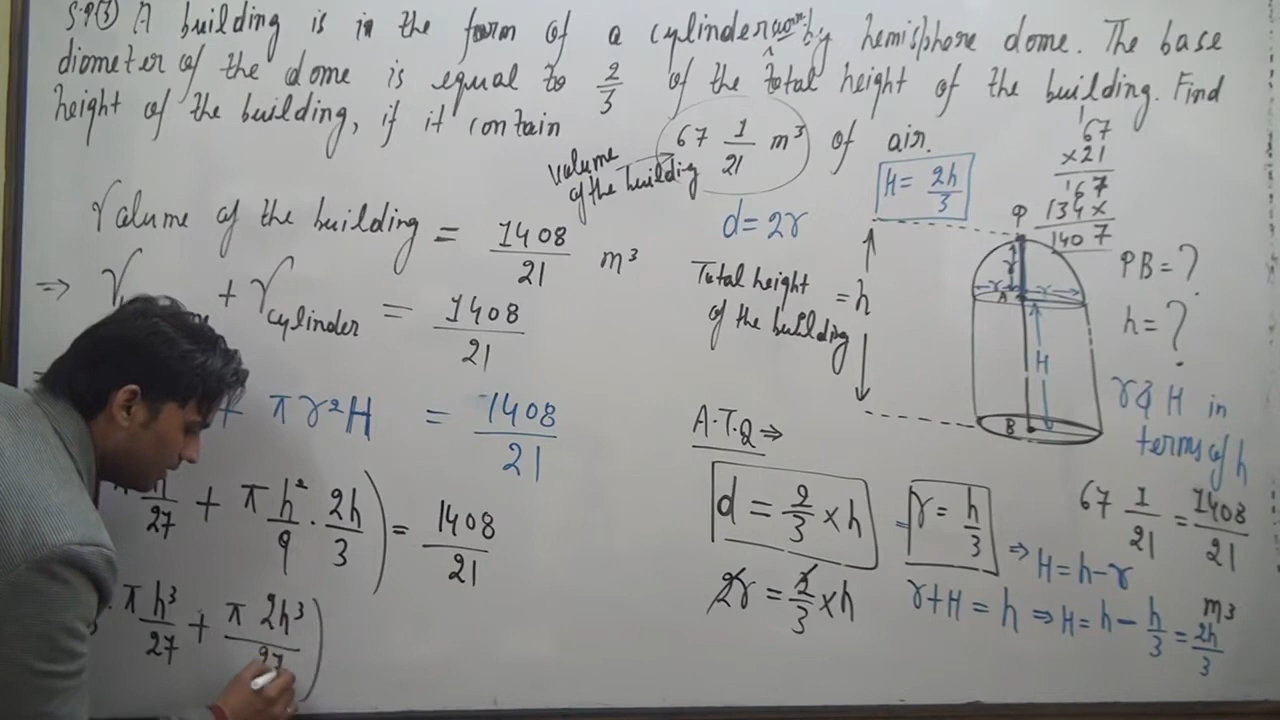 S.9(3) A building is in the form of a cylinder by hemisphere dome. The base
diameter of the dome is equal to 2/3 of the total height of the building. Find
height of the building, if it contain 67 1/21 m³ of air.
volume
of the building
67
×21
167
134×
1407
H = 2h/3
d=2r
Valume of the building = 1408/21 m³
=> V + V cylinder = 1408/21
+ πr²H = 1408/21
27 + π h²/9 . 2h/3 ) = 1408/21
π h³/27 + π 2h³/27 )
Total height
of the building = h
P
r
r r
A
H
B
PB = ?
h = ?
r & H in
terms of h
A.T.Q ⇒
d = 2/3 × h
2r = 2/3 × h
= r = h/3
⇒ H = h-r
r+H = h ⇒ H = h - h/3 = 2h/3
67 1/21 = 1408/21
m³